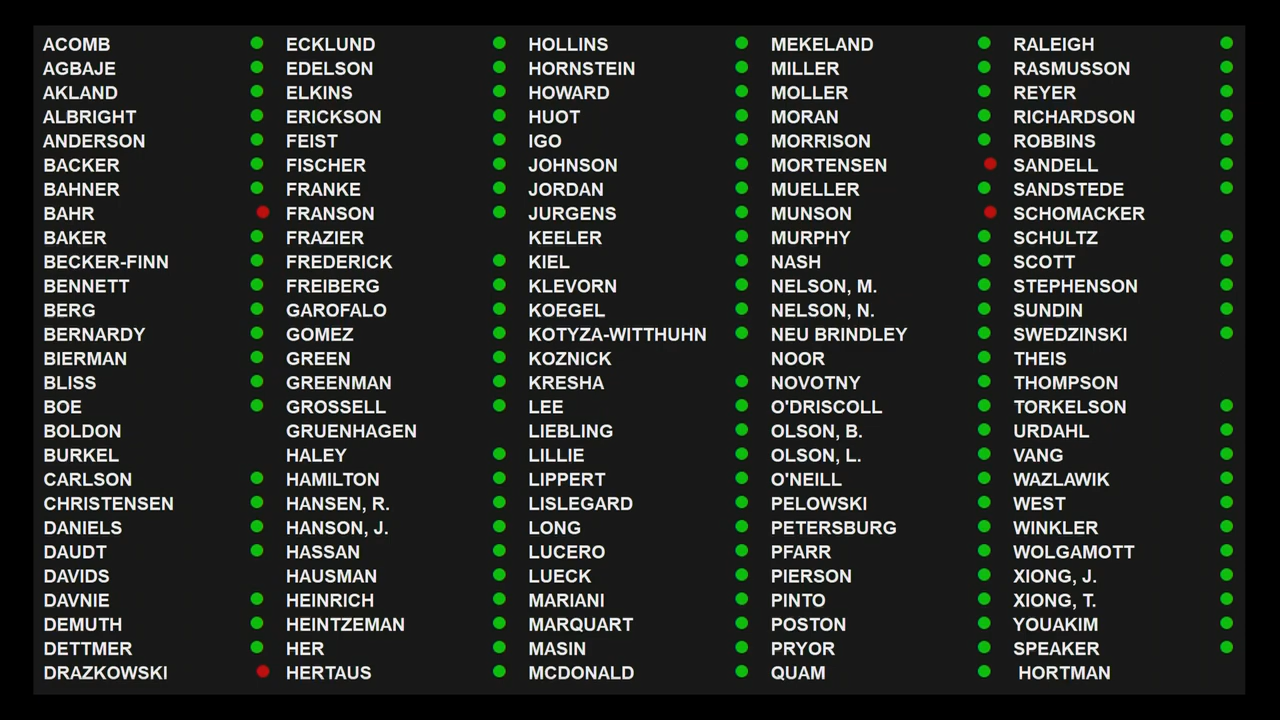 ACOMB
AGBAJE
AKLAND
ALBRIGHT
ANDERSON
BACKER
BAHNER
BAHR
BAKER
BECKER-FINN
BENNETT
BERG
BERNARDY
BIERMAN
BLISS
BOE
BOLDON
BURKEL
CARLSON
CHRISTENSEN
DANIELS
DAUDT
DAVIDS
DAVNIE
DEMUTH
DETTMER
DRAZKOWSKI
ECKLUND
EDELSON
ELKINS
ERICKSON
FEIST
FISCHER
FRANKE
FRANSON
FRAZIER
FREDERICK
FREIBERG
GAROFALO
GOMEZ
GREEN
GREENMAN
GROSSELL
GRUENHAGEN
HALEY
HAMILTON
HANSEN, R.
HANSON, J.
HASSAN
HAUSMAN
HEINRICH
HEINTZEMAN
HER
HERTAUS
HOLLINS
HORNSTEIN
HOWARD
HUOT
IGO
JOHNSON
JORDAN
JURGENS
KEELER
KIEL
KLEVORN
KOEGEL
KOTYZA-WITTHUHN
KOZNICK
KRESHA
LEE
LIEBLING
LILLIE
LIPPERT
LISLEGARD
LONG
LUCERO
LUECK
MARIANI
MARQUART
MASIN
MCDONALD
MEKELAND
MILLER
MOLLER
MORAN
MORRISON
MORTENSEN
MUELLER
MUNSON
MURPHY
NASH
NELSON, M.
NELSON, N.
NEU BRINDLEY
NOOR
NOVOTNY
O'DRISCOLL
OLSON, B.
OLSON, L.
O'NEILL
PELOWSKI
PETERSBURG
PFARR
PIERSON
PINTO
POSTON
PRYOR
QUAM
RALEIGH
RASMUSSON
REYER
RICHARDSON
ROBBINS
SANDELL
SANDSTEDE
SCHOMACKER
SCHULTZ
SCOTT
STEPHENSON
SUNDIN
SWEDZINSKI
THEIS
THOMPSON
TORKELSON
URDAHL
VANG
WAZLAWIK
WEST
WINKLER
WOLGAMOTT
XIONG, J.
XIONG, T.
YOUAKIM
SPEAKER
HORTMAN